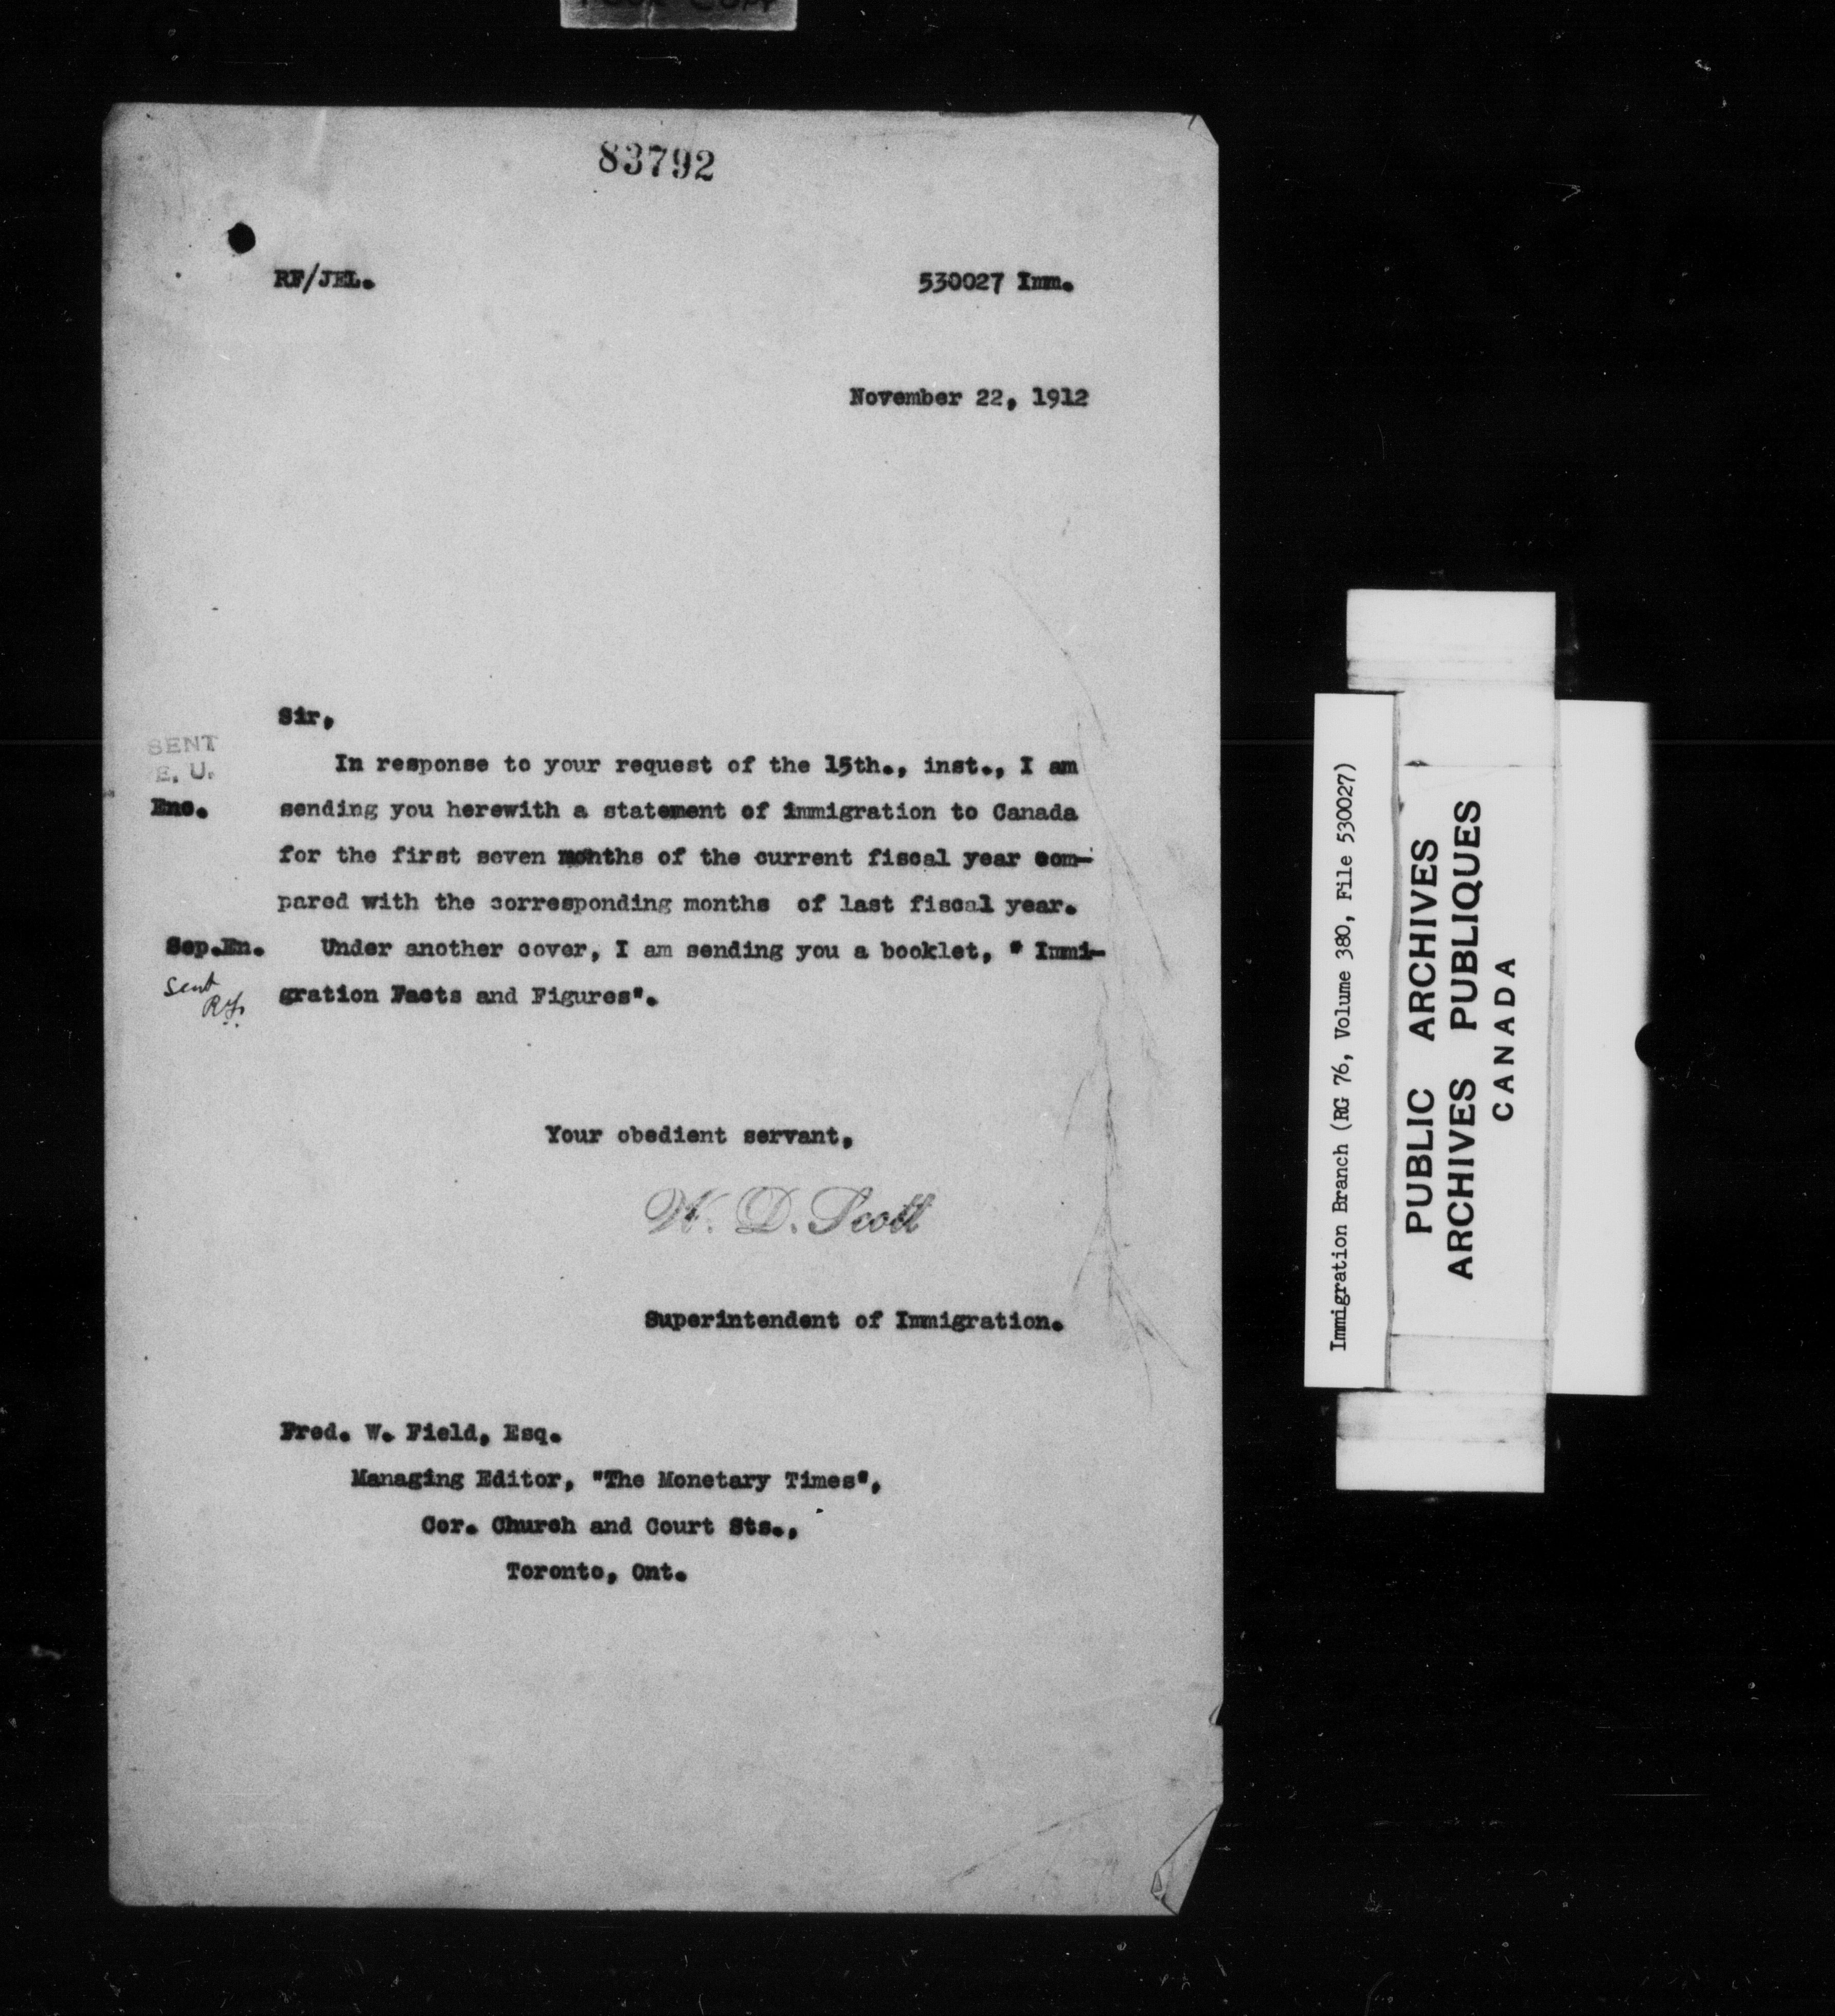 POOR COPY
83792
RF/JEL.
530027 Imm.
November 22, 1912
Sir,
SENT
E. U.
In response to your request of the 15th., inst., I am
Enc.
sending you herewith a statement of immigration to Canada
for the first seven months of the current fiscal year com-
pared with the corresponding months of last fiscal year.
Sep.En.
Under another cover, I am sending you a booklet, " Immi-
sent
gration Facts and Figures".
Your obedient servant,
W. D. Scott
Superintendent of Immigration.
Fred. W. Field, Esq.
Managing Editor, "The Monetary Times",
Cor. Church and Court Sts.,
Toronto, Ont.
Immigration Branch (RG 76, Volume 380, File 530027)
PUBLIC ARCHIVES
ARCHIVES PUBLIQUES
CANADA